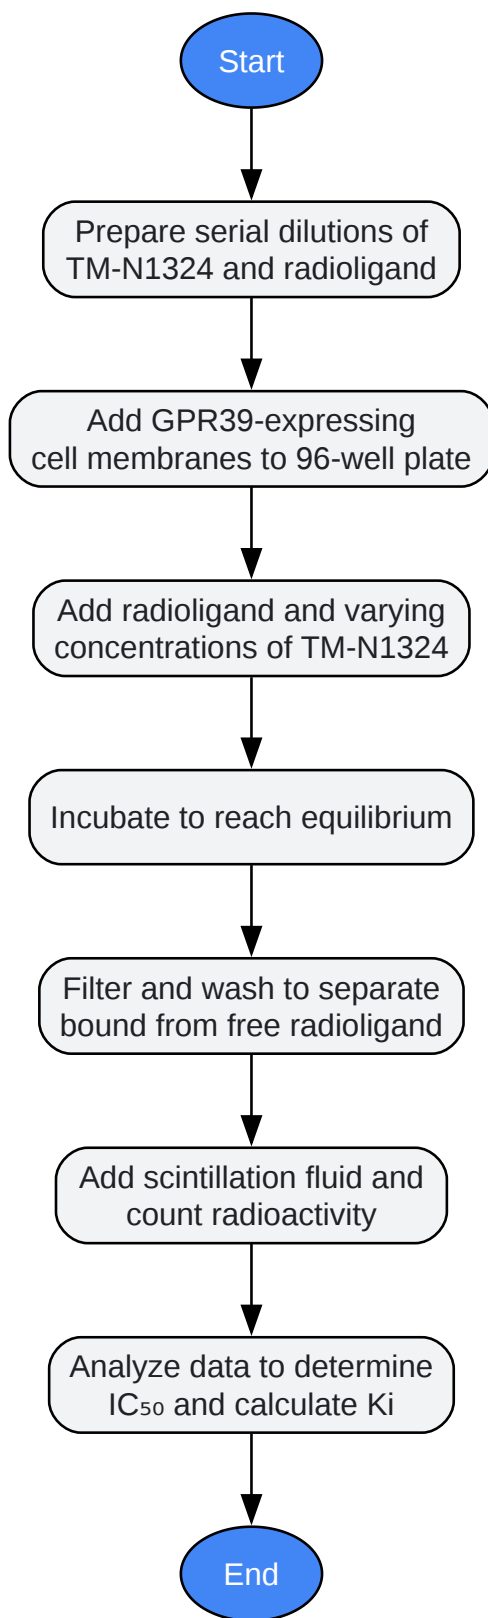 Start
Prepare serial dilutions of
TM-N1324 and radioligand
Add GPR39-expressing
cell membranes to 96-well plate
Add radioligand and varying
concentrations of TM-N1324
Incubate to reach equilibrium
Filter and wash to separate
bound from free radioligand
Add scintillation fluid and
count radioactivity
Analyze data to determine
IC₅₀ and calculate Ki
End